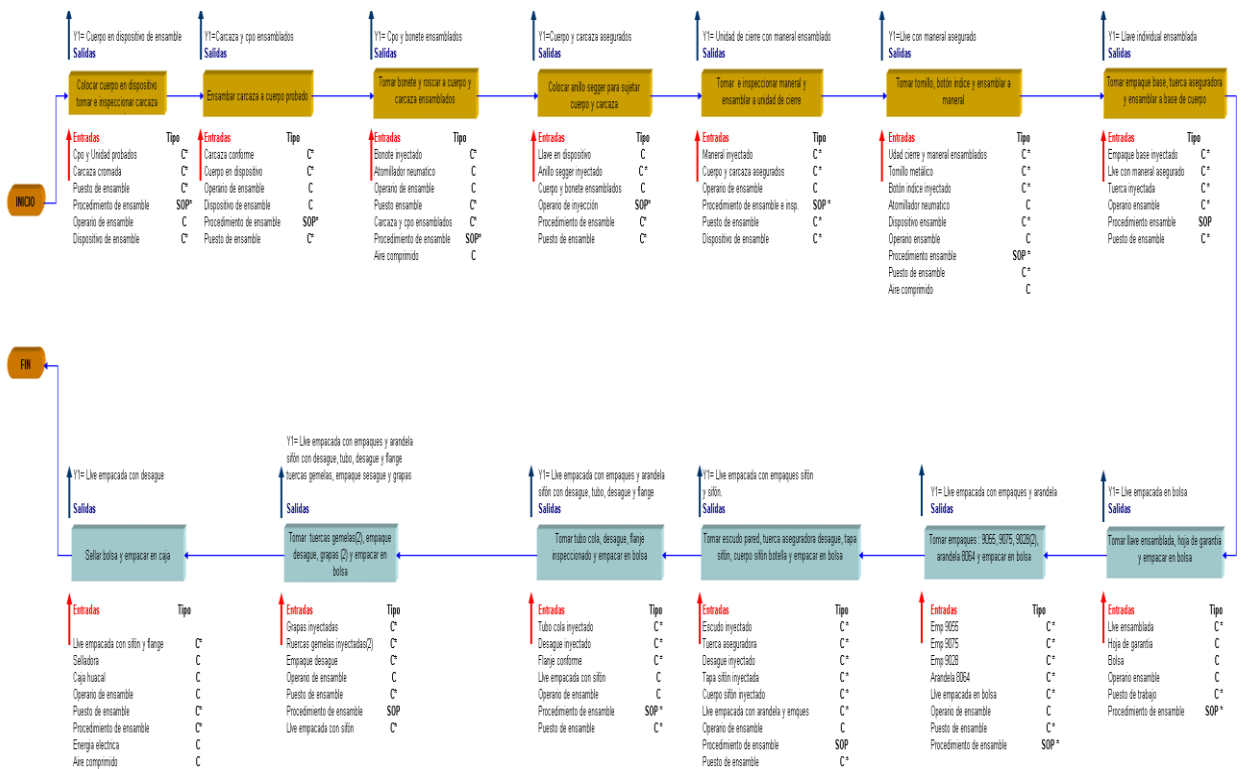 INICIO
Y1= Cuerpo en dispositivo de ensamble
Salidas
Colocar cuerpo en dispositivo
tomar e inspeccionar carcaza
Entradas Tipo
Cpo y Unidad probados C*
Carcaza cromada C*
Puesto de ensamble C*
Procedimiento de ensamble SOP*
Operario de ensamble C
Dispositivo de ensamble C*
Y1=Carcaza y cpo ensamblados
Salidas
Ensambar carcaza a cuerpo probado
Entradas Tipo
Carcaza conforme C*
Cuerpo en dispositivo C*
Operario de ensamble C
Dispositivo de ensamble C
Procedimiento de ensamble SOP*
Puesto de ensamble C*
Y1= Cpo y bonete ensamblados
Salidas
Tomar bonete y roscar a cuerpo y
carcaza ensamblados
Entradas Tipo
Bonote inyectado C*
Atornillador neumatico C
Operario de ensamble C
Puesto ensamble C*
Carcaza y cpo ensamblados C*
Procedimiento de ensamble SOP*
Aire comprimido C
Y1=Cuerpo y carcaza asegurados
Salidas
Colocar anillo segger para sujetar
cuerpo y carcaza
Entradas Tipo
Llave en dispositivo C
Anillo segger inyectado C*
Cuerpo y bonete ensamblados C
Operario de inyección SOP*
Procedimiento de ensamble C*
Puesto de ensamble C*
Y1= Unidad de cierre con maneral ensamblado
Salidas
Tomar e inspeccionar maneral y
ensamblar a unidad de cierre
Entradas Tipo
Maneral inyectado C*
Cuerpo y carcaza asegurados C*
Operario de ensamble C
Procedimiento de ensamble e insp. SOP*
Dispositivo de ensamble C*
Y1=Llve con maneral asegurado
Salidas
Tomar tornillo, botón indice y ensamblar a
maneral
Entradas Tipo
Udad cierre y maneral ensamblados C*
Tornillo metálico C*
Botón indice inyectado C*
Atornillador neumatico C
Dispostivo ensamble C*
Operario ensamble C
Procedimiento ensamble SOP*
Puesto de ensamble C*
Aire comprimido C
Y1= Llave individual ensamblada
Salidas
Tomar empaque base, tuerca aseguradora
y ensamblar a base de cuerpo
Entradas Tipo
Empaque base inyectado C*
Llve con maneral asegurado C*
Tuerca inyectada C*
Operario ensamble C*
Procedimiento ensamble SOP
Puesto de ensamble C*
FIN
Y1= Llve empacada con desague
Salidas
Sellar bolsa y empacar en caja
Entradas Tipo
Llve empacada con sifón y flange C*
Selladora C
Caja huacal C
Operario de ensamble C
Puesto de ensamble C*
Procedimiento de ensamble C*
Energia electrica C
Aire comprimido C
Y1= Llve empacada con empaques y arandela
sifón con desague, tubo, desague y flange
tuercas gemelas, empaque sesague y grapas
Salidas
Tomar tuercas gemelas(2), empaque
desague, grapas (2) y empacar en
bolsa
Entradas Tipo
Grapas inyectadas C*
Ruercas gemelas inyectadas(2) C*
Empaque desague C*
Operario de ensamble C
Puesto de ensamble C*
Procedimiento de ensamble SOP
Llve empacada con sifón C*
Y1= Llve empacada con empaques y arandela
sifón con desague, tubo, desague y flange
Salidas
Tomar tubo cola, desague, flanje
inspeccionado y empacar en bolsa
Entradas Tipo
Tubo cola inyectado C*
Desague inyectado C*
Flanje conforme C*
Llve empacada con sifón C
Operario de ensamble C
Procedimiento de ensamble SOP*
Puesto de ensamble C*
Y1= Llve empacada con empaques sifón
y sifón.
Salidas
Tomar escudo pared, tuerca aseguradora desague, tapa
sifón, cuerpo sifón botella y empacar en bolsa
Entradas Tipo
Escudo inyectado C*
Tuerca aseguradora C*
Desague inyectado C*
Tapa sifón inyectada C*
Cuerpo sifón inyectado C*
Llve empacada con arandela y emques C*
Operario de ensamble C
Procedimiento de ensamble SOP
Puesto de ensamble C*
Y1= Llve empacada con empaques y arandela
Salidas
Tomar empaques : 9055, 9075, 9028(2),
arandela 8064 y empacar en bolsa
Entradas Tipo
Emp 9055 C*
Emp 9075 C*
Emp 9028 C*
Arandela 8064 C*
Llve empacada en bolsa C*
Operario de ensamble C
Puesto de ensamble C*
Procedimiento de ensamble SOP*
Y1= Llve empacada en bolsa
Salidas
Tomar llave ensamblada, hoja de garantia
y empacar en bolsa
Entradas Tipo
Llve ensamblada C*
Hoja de garantia C
Bolsa C
Operario ensamble C
Puesto de trabajo C*
Procedimiento de ensamble SOP*